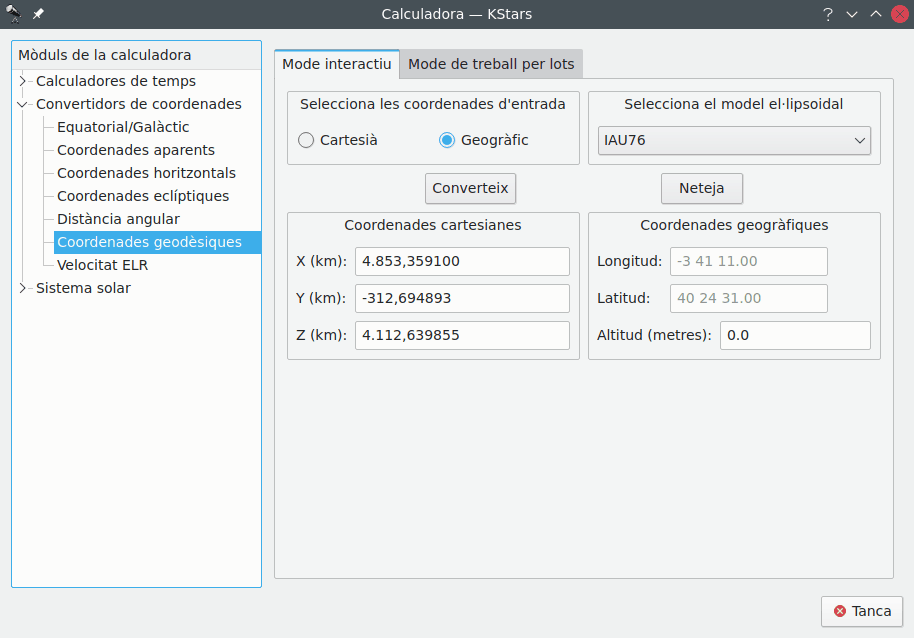 Calculadora — KStars
Mòduls de la calculadora
Calculadores de temps
Convertidors de coordenades
Equatorial/Galàctic
Coordenades aparents
Coordenades horitzontals
Coordenades eclíptiques
Distància angular
Coordenades geodèsiques
Velocitat ELR
Sistema solar
Mode interactiu
Mode de treball per lots
Selecciona les coordenades d'entrada
Cartesià
Geogràfic
Selecciona el model el·lipsoidal
IAU76
Converteix
Neteja
Coordenades cartesianes
X (km): 4.853,359100
Y (km): -312,694893
Z (km): 4.112,639855
Coordenades geogràfiques
Longitud: -3 41 11.00
Latitud: 40 24 31.00
Altitud (metres): 0.0
Tanca